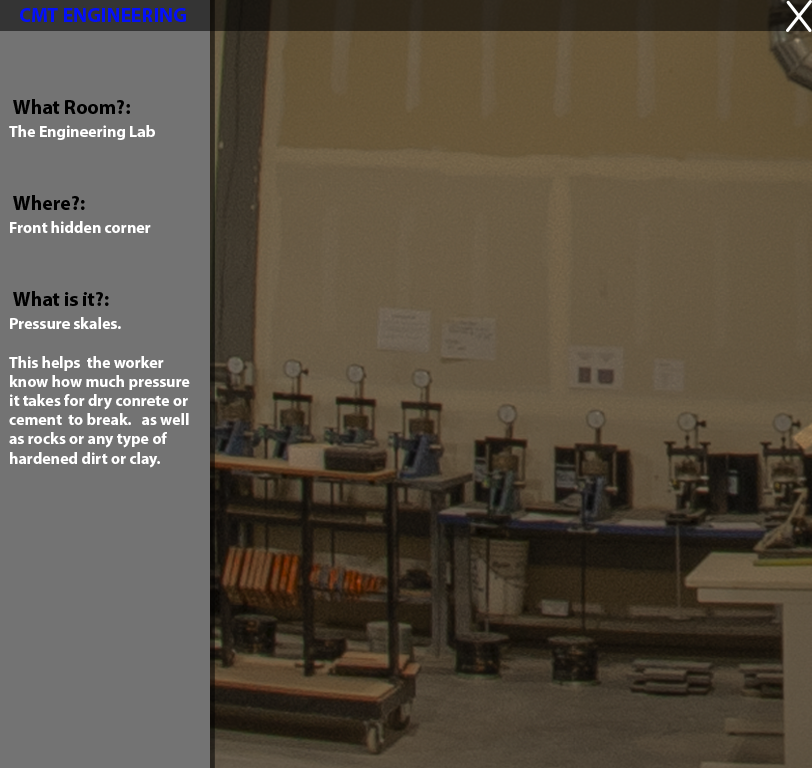 CMT ENGINEERING
X
What Room?:
The Engineering Lab
Where?:
Front hidden corner
What is it?:
Pressure skales.
This helps the worker
know how much pressure
it takes for dry conrete or
cement to break. as well
as rocks or any type of
hardened dirt or clay.